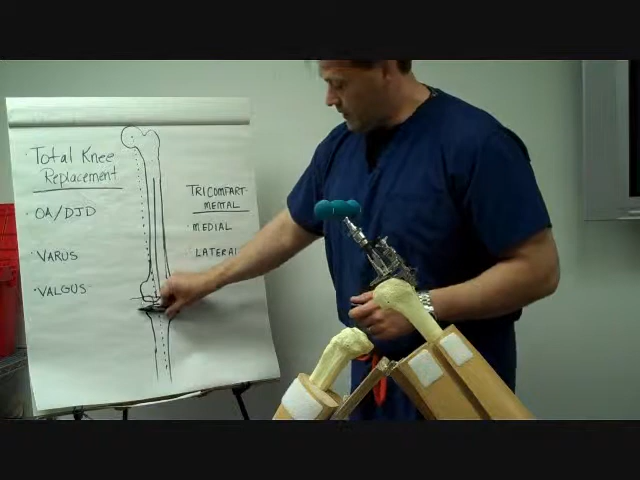 Total Knee
Replacement
· OA/DJD
· VARUS
· VALGUS
TRICOMPART-
MENTAL
· MEDIAL
· LATERAL